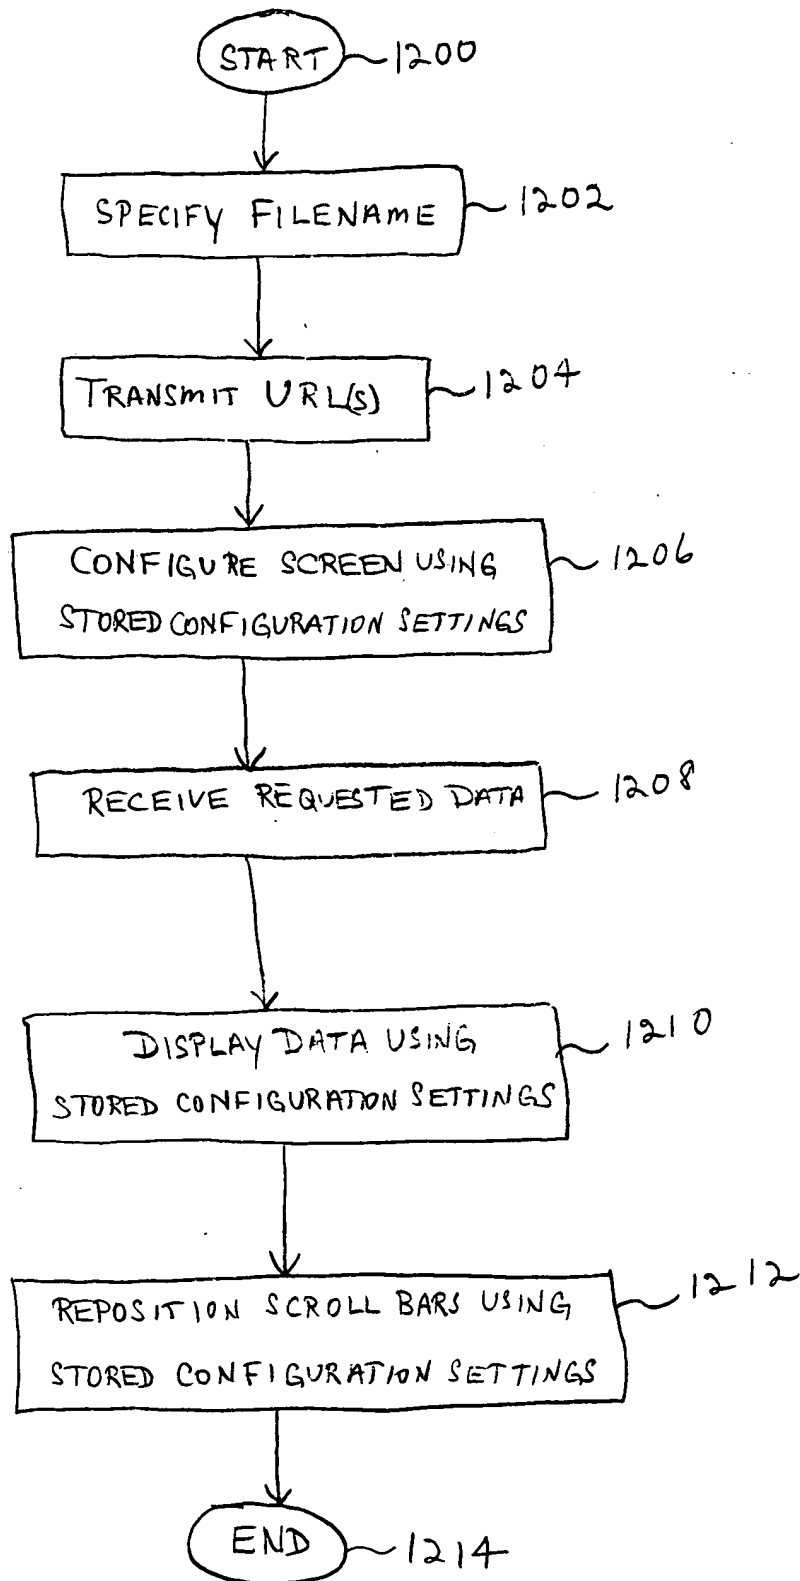 START 1200
SPECIFY FILENAME 1202
TRANSMIT URL(S) 1204
CONFIGURE SCREEN USING 1206
STORED CONFIGURATION SETTINGS
RECEIVE REQUESTED DATA 1208
DISPLAY DATA USING 1210
STORED CONFIGURATION SETTINGS
REPOSITION SCROLL BARS USING 1212
STORED CONFIGURATION SETTINGS
END 1214